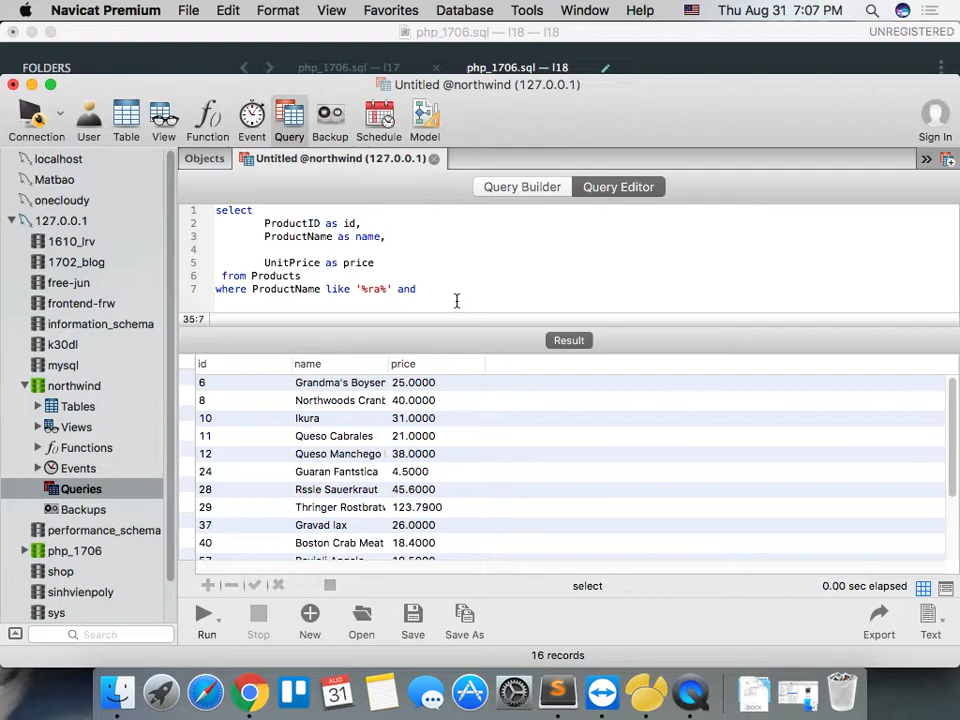 Navicat Premium File Edit Format View Favorites Database Tools Window Help Thu Aug 31 7:07 PM
php_1706.sql — l18 — l18 UNREGISTERED
FOLDERS php_1706.sql — l17 php_1706.sql — l18
Untitled @northwind (127.0.0.1)
Connection User Table View Function Event Query Backup Schedule Model Sign In
Objects Untitled @northwind (127.0.0.1)
Query Builder Query Editor
1 select
2 ProductID as id,
3 ProductName as name,
4
5 UnitPrice as price
6 from Products
7 where ProductName like '%ra%' and
35:7
Result
localhost
Matbao
onecloudy
127.0.0.1
1610_lrv
1702_blog
free-jun
frontend-frw
information_schema
k30dl
mysql
northwind
Tables
Views
Functions
Events
Queries
Backups
performance_schema
php_1706
shop
sinhvienpoly
sys
Search
id name price
6 Grandma's Boysen 25.0000
8 Northwoods Cranb 40.0000
10 Ikura 31.0000
11 Queso Cabrales 21.0000
12 Queso Manchego 38.0000
24 Guaran Fantstica 4.5000
28 Rssle Sauerkraut 45.6000
29 Thringer Rostbratw 123.7900
37 Gravad lax 26.0000
40 Boston Crab Meat 18.4000
57 Ravioli Angelo 19.5000
select 0.00 sec elapsed
Run Stop New Open Save Save As Export Text
16 records
AUG
31